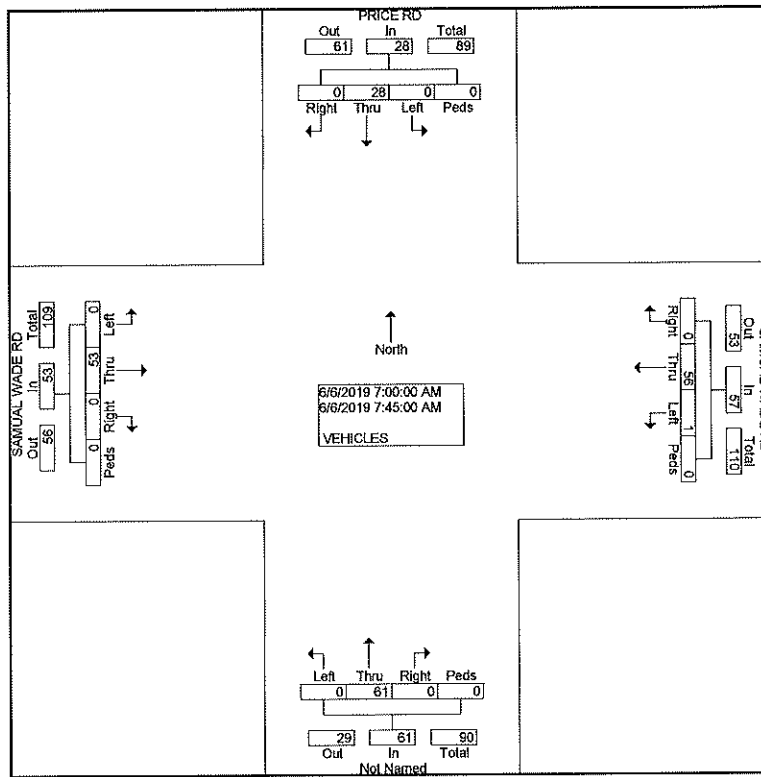 PRICE RD
Out In Total
61 28 89
0 28 0 0
Right Thru Left Peds
SAMUAL WADE RD
Total In Out
109 53 56
0 53 0 0
Left Thru Right Peds
North
6/6/2019 7:00:00 AM
6/6/2019 7:45:00 AM
VEHICLES
Right Thru Left Peds
0 56 1 0
Out In Total
53 57 110
Left Thru Right Peds
0 61 0 0
29 61 90
Out In Total
Not Named